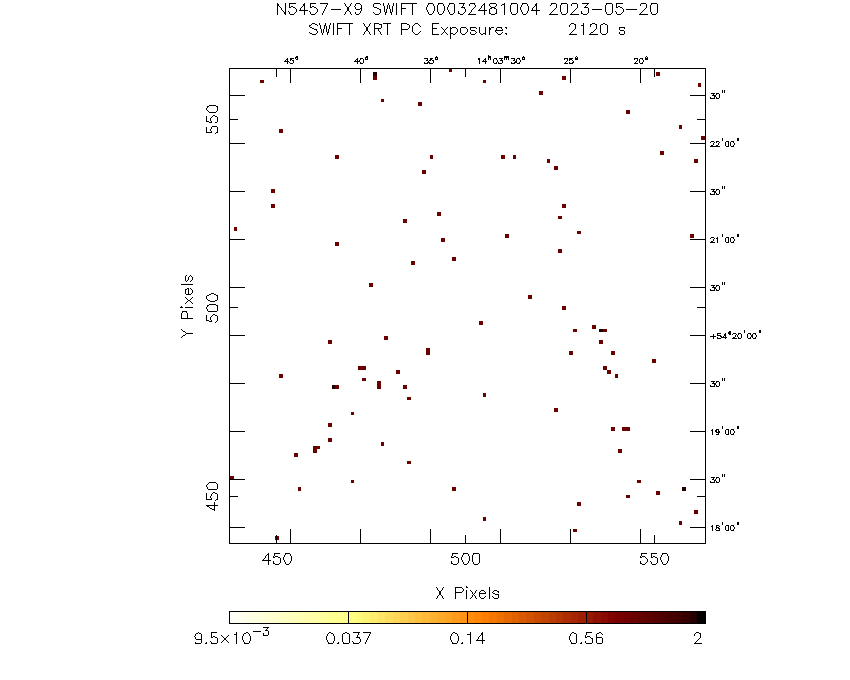 N5457-X9 SWIFT 00032481004 2023-05-20
SWIFT XRT PC Exposure: 2120 s
45ˢ 40ˢ 35ˢ 14ʰ03ᵐ30ˢ 25ˢ 20ˢ
30"
550
22'00"
30"
21'00"
30"
Y Pixels
500
+54°20'00"
30"
19'00"
30"
450
18'00"
450 500 550
X Pixels
9.5×10⁻³ 0.037 0.14 0.56 2